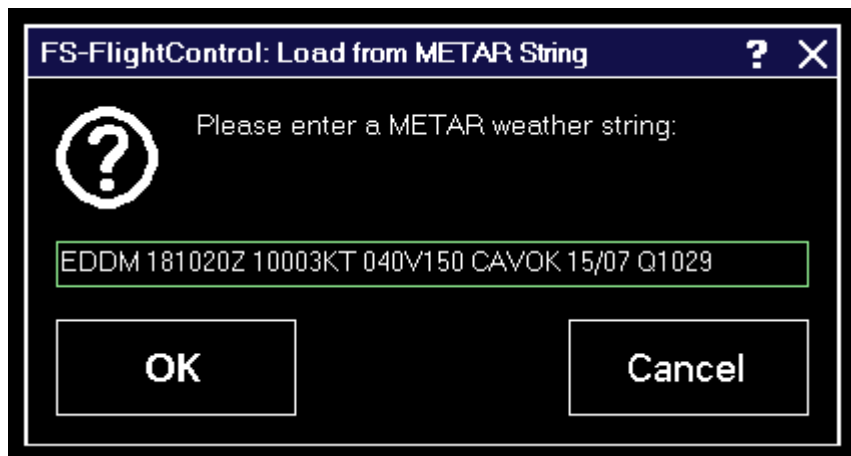 FS-FlightControl: Load from METAR String
Please enter a METAR weather string:
EDDM 181020Z 10003KT 040V150 CAVOK 15/07 Q1029
OK
Cancel